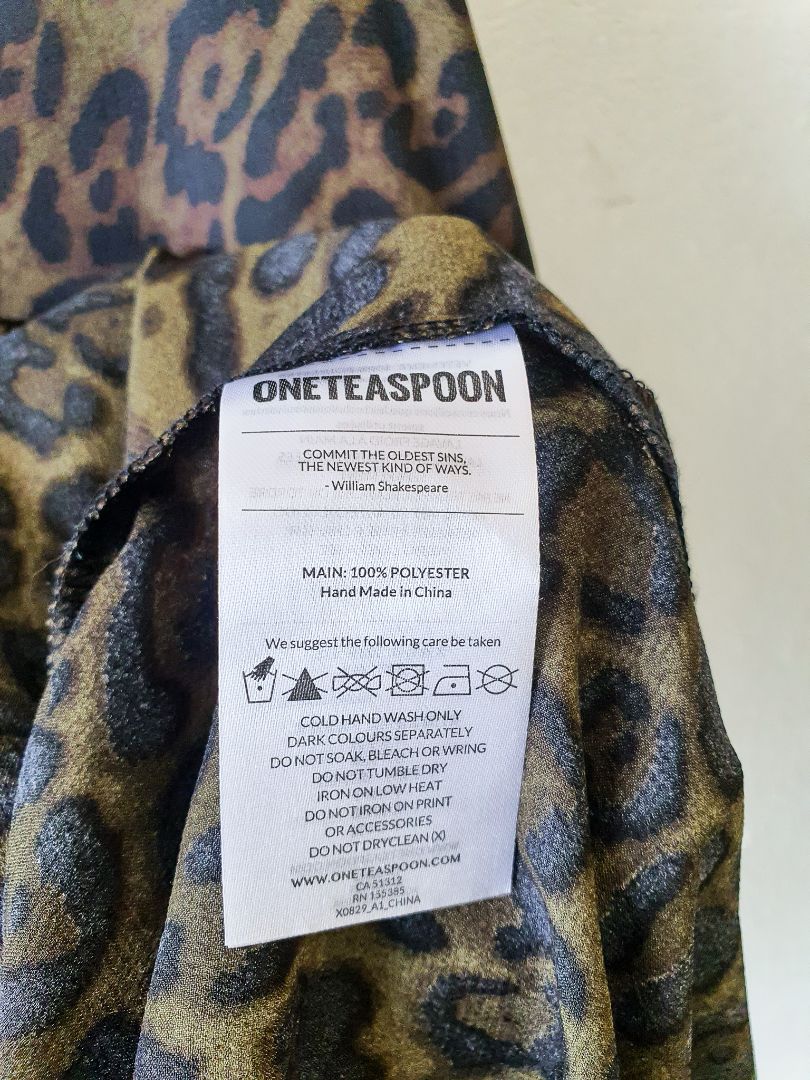 ONETEASPOON
COMMIT THE OLDEST SINS,
THE NEWEST KIND OF WAYS.
- William Shakespeare
MAIN: 100% POLYESTER
Hand Made in China
We suggest the following care be taken
COLD HAND WASH ONLY
DARK COLOURS SEPARATELY
DO NOT SOAK, BLEACH OR WRING
DO NOT TUMBLE DRY
IRON ON LOW HEAT
DO NOT IRON ON PRINT
OR ACCESSORIES
DO NOT DRYCLEAN (X)
WWW.ONETEASPOON.COM
CA 51312
RN 135385
X0829_A1_CHINA